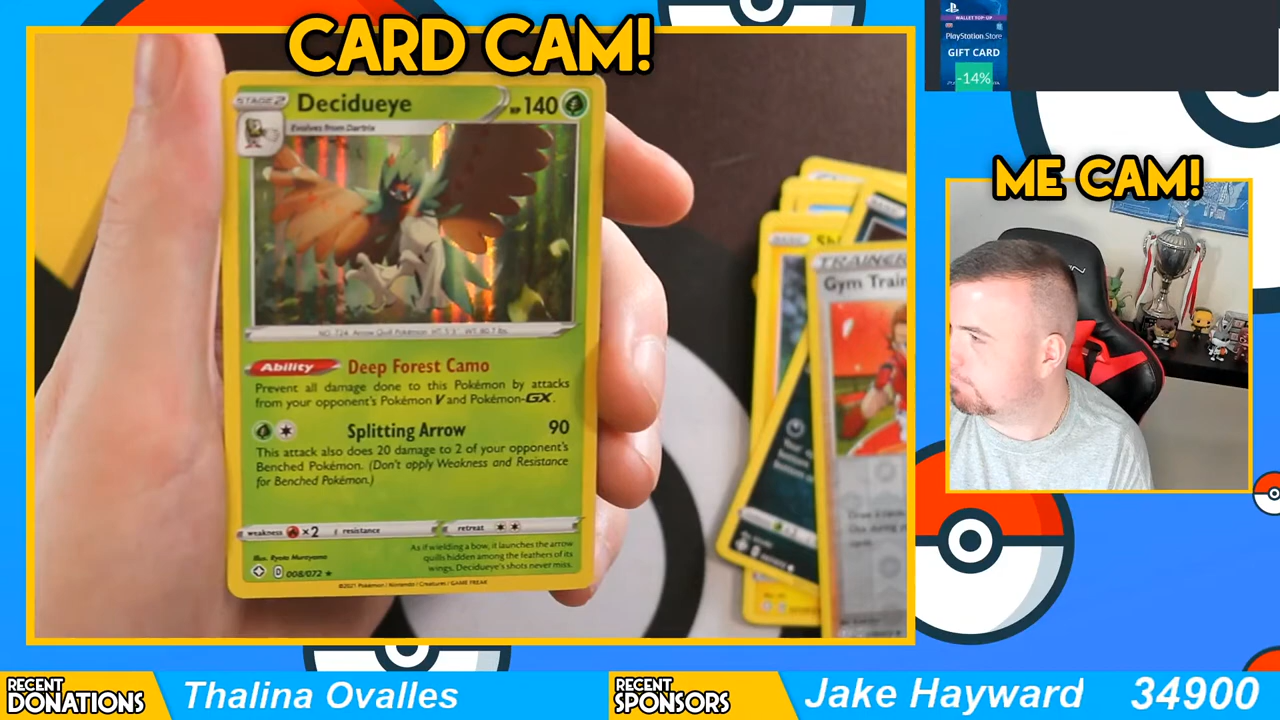 CARD CAM!
WALLET TOP-UP
PlayStation.Store
GIFT CARD
-14%
ME CAM!
STAGE 2
Decidueye
HP 140
Evolves from Dartrix
NO. 724 Arrow Quill Pokémon HT: 5'3" WT: 80.7 lbs.
Ability Deep Forest Camo
Prevent all damage done to this Pokémon by attacks
from your opponent's Pokémon V and Pokémon-GX.
Splitting Arrow 90
This attack also does 20 damage to 2 of your opponent's
Benched Pokémon. (Don't apply Weakness and Resistance
for Benched Pokémon.)
weakness ×2 resistance retreat
Illus. Ryota Murayama
As if wielding a bow, it launches the arrow
quills hidden among the feathers of its
wings. Decidueye's shots never miss.
D 008/072 ★
©2021 Pokémon / Nintendo / Creatures / GAME FREAK
BASIC
BASIC
TRAINER
Gym Train
RECENT
DONATIONS
Thalina Ovalles
RECENT
SPONSORS
Jake Hayward 34900